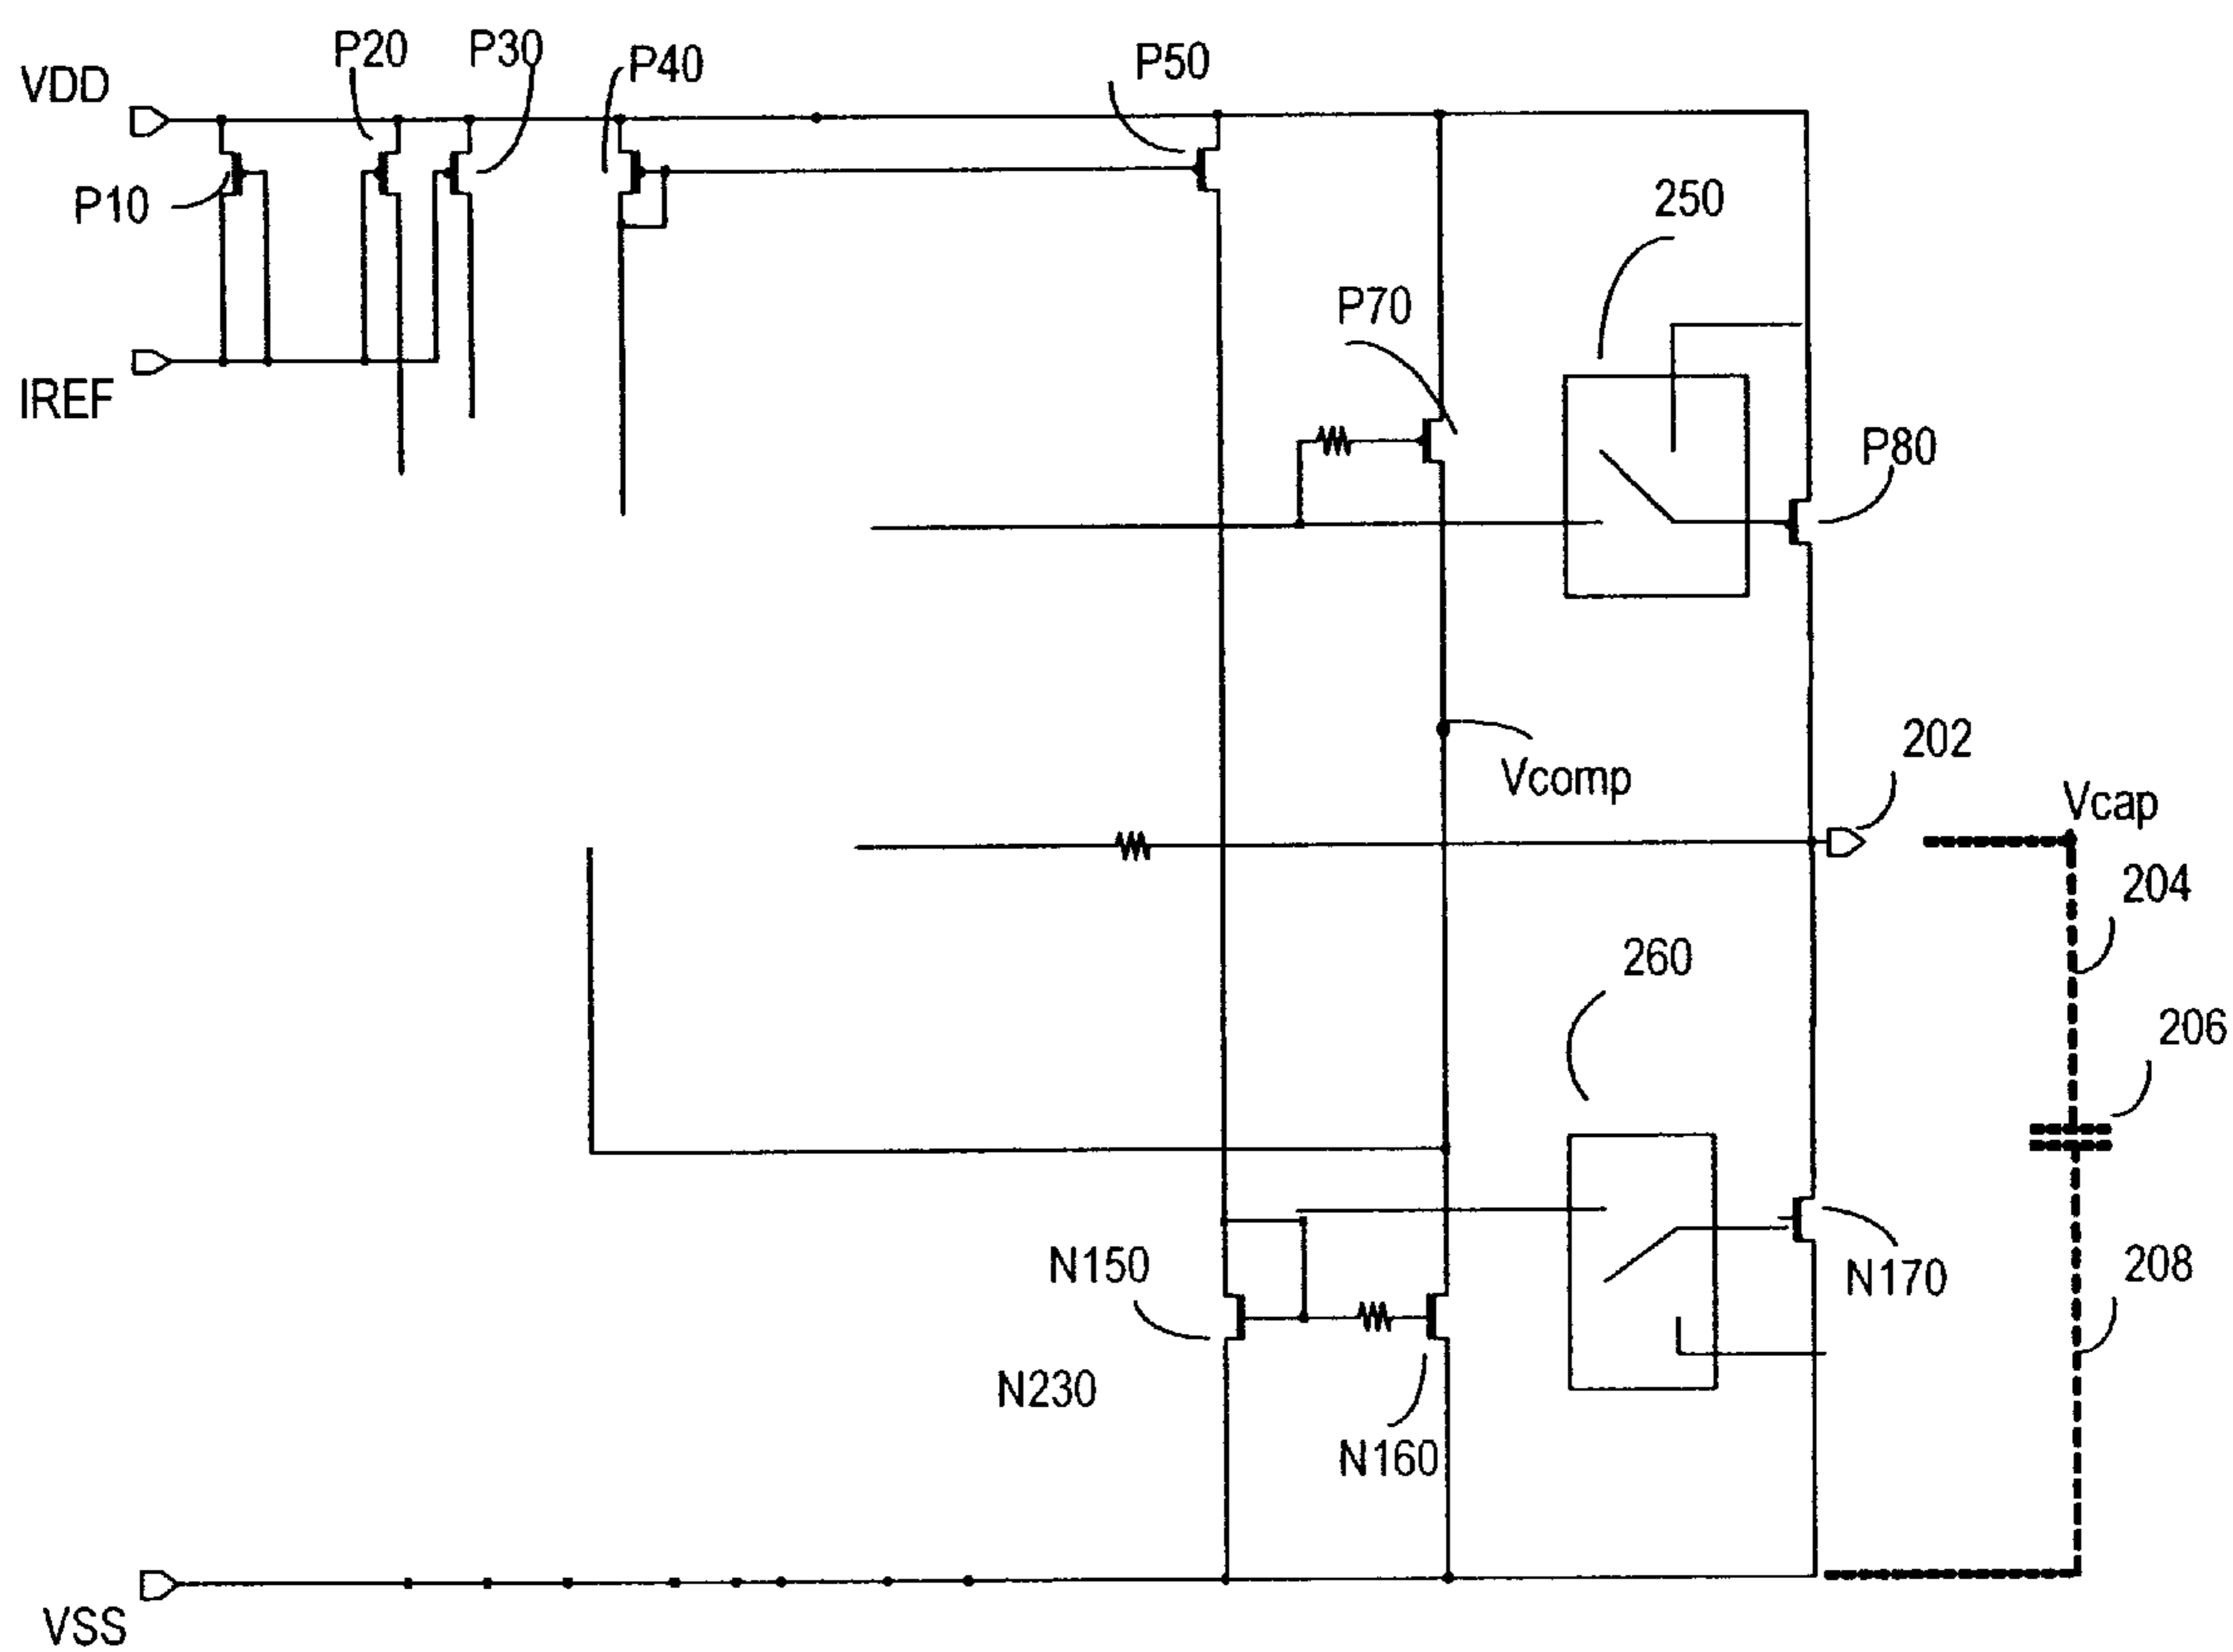 P20
P30
P40
P50
VDD
P10
250
P70
IREF
P80
202
Vcomp
Vcap
204
260
206
N150
N170
208
N230
N160
VSS